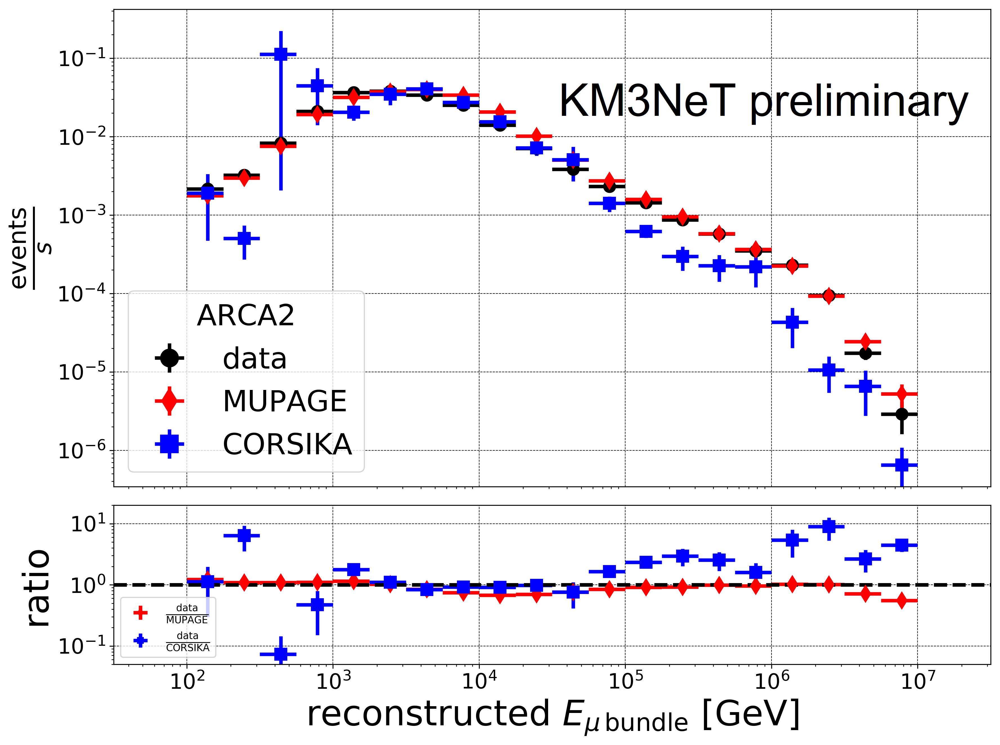 KM3NeT preliminary
10⁻¹
10⁻²
10⁻³
10⁻⁴
10⁻⁵
10⁻⁶
events
s
ARCA2
data
MUPAGE
CORSIKA
10¹
10⁰
10⁻¹
ratio
data
MUPAGE
data
CORSIKA
10² 10³ 10⁴ 10⁵ 10⁶ 10⁷
reconstructed E_μ bundle [GeV]